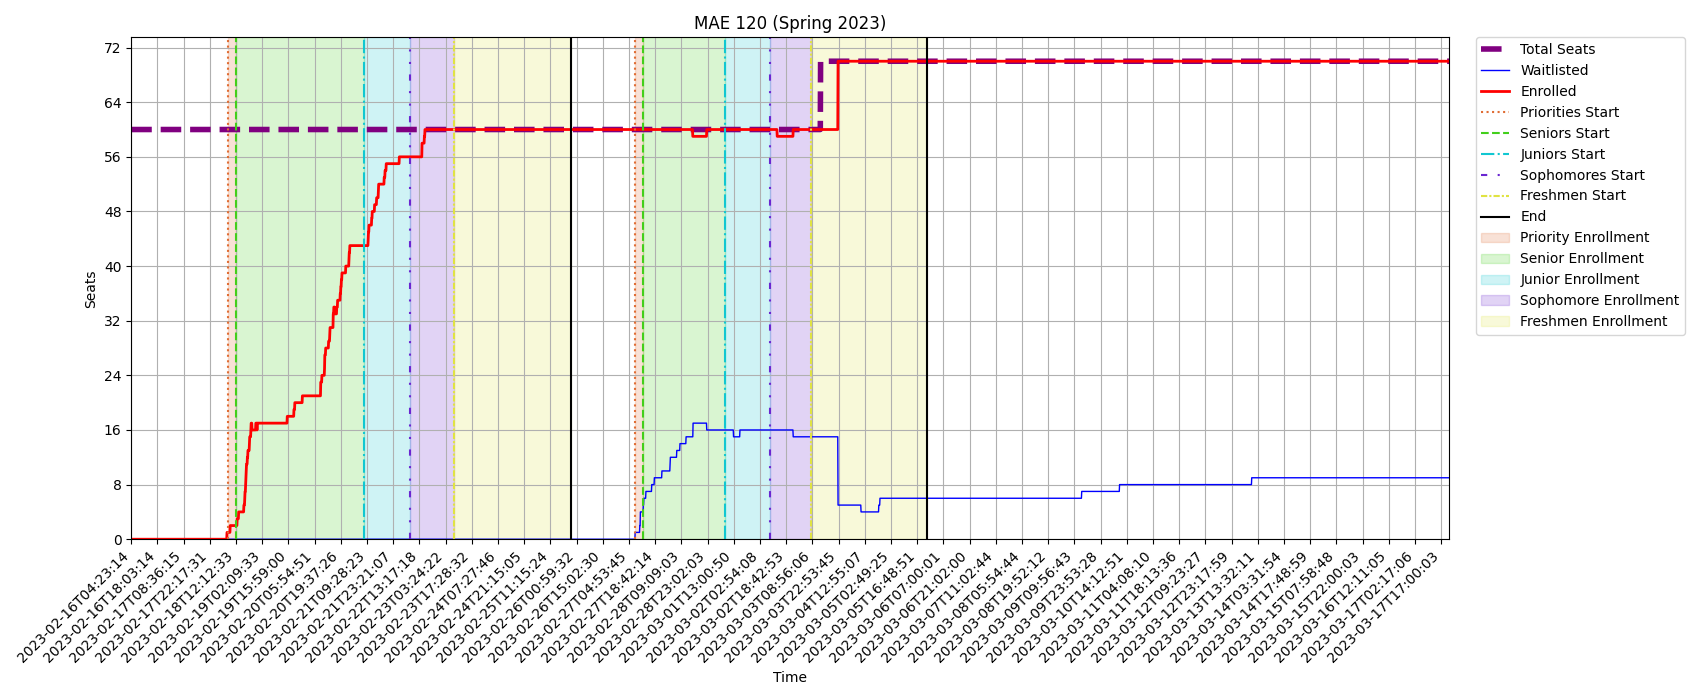 MAE 120 (Spring 2023)
72
64
56
48
40
32
24
16
8
0
Seats
2023-02-16T04:23:14
2023-02-16T18:03:14
2023-02-17T08:36:15
2023-02-17T22:17:31
2023-02-18T12:12:33
2023-02-19T02:09:33
2023-02-19T15:59:00
2023-02-20T05:54:51
2023-02-20T19:37:26
2023-02-21T09:28:23
2023-02-21T23:21:07
2023-02-22T13:17:18
2023-02-23T03:24:22
2023-02-23T17:28:32
2023-02-24T07:27:46
2023-02-24T21:15:05
2023-02-25T11:15:24
2023-02-26T00:59:32
2023-02-26T15:02:30
2023-02-27T04:53:45
2023-02-27T18:42:14
2023-02-28T09:09:03
2023-02-28T23:02:03
2023-03-01T13:00:50
2023-03-02T02:54:08
2023-03-02T18:42:53
2023-03-03T08:56:06
2023-03-03T22:53:45
2023-03-04T12:55:07
2023-03-05T02:49:25
2023-03-05T16:48:51
2023-03-06T07:00:01
2023-03-06T21:02:00
2023-03-07T11:02:44
2023-03-08T05:54:44
2023-03-08T19:52:12
2023-03-09T09:56:43
2023-03-09T23:53:28
2023-03-10T14:12:51
2023-03-11T04:08:10
2023-03-11T18:13:36
2023-03-12T09:23:27
2023-03-12T23:17:59
2023-03-13T13:32:11
2023-03-14T03:31:54
2023-03-14T17:48:59
2023-03-15T07:58:48
2023-03-15T22:00:03
2023-03-16T12:11:05
2023-03-17T02:17:06
2023-03-17T17:00:03
Time
Total Seats
Waitlisted
Enrolled
Priorities Start
Seniors Start
Juniors Start
Sophomores Start
Freshmen Start
End
Priority Enrollment
Senior Enrollment
Junior Enrollment
Sophomore Enrollment
Freshmen Enrollment